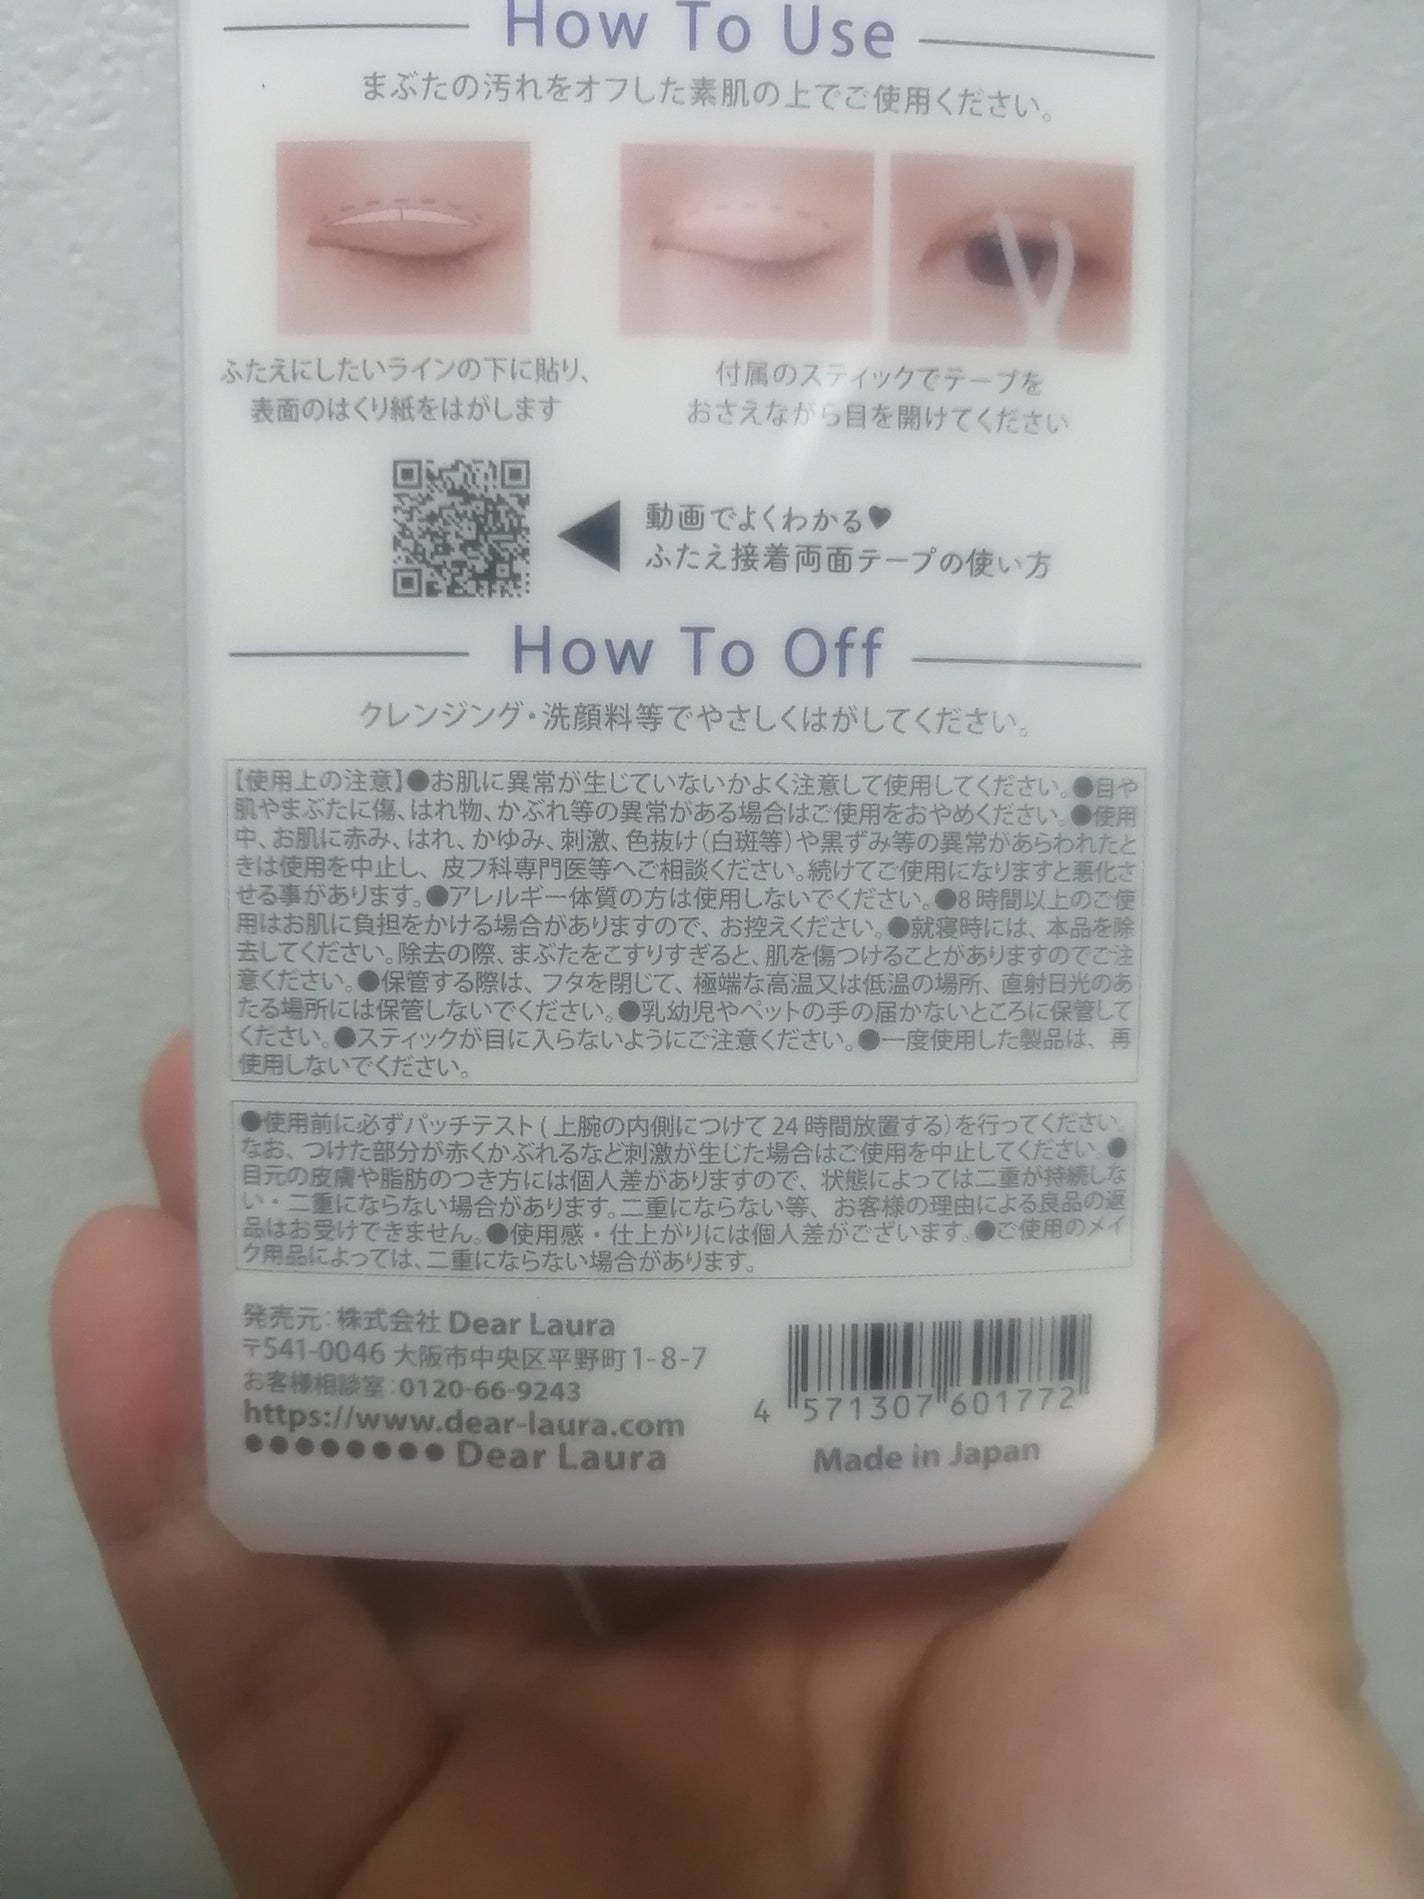 How To Use
まぶたの汚れをオフした素肌の上でご使用ください。
ふたえにしたいラインの下に貼り、
表面のはくり紙をはがします
付属のスティックでテープを
おさえながら目を開けてください
動画でよくわかる♥
ふたえ接着両面テープの使い方
How To Off
クレンジング・洗顔料等でやさしくはがしてください。
【使用上の注意】●お肌に異常が生じていないかよく注意して使用してください。●目や
肌やまぶたに傷、はれ物、かぶれ等の異常がある場合はご使用をおやめください。●使用
中、お肌に赤み、はれ、かゆみ、刺激、色抜け(白斑等)や黒ずみ等の異常があらわれたと
きは使用を中止し、皮フ科専門医等へご相談ください。続けてご使用になりますと悪化さ
せる事があります。●アレルギー体質の方は使用しないでください。●8時間以上のご使
用はお肌に負担をかける場合がありますので、お控えください。●就寝時には、本品を除
去してください。除去の際、まぶたをこすりすぎると、肌を傷つけることがありますのでご注
意ください。●保管する際は、フタを閉じて、極端な高温又は低温の場所、直射日光のあ
たる場所には保管しないでください。●乳幼児やペットの手の届かないところに保管して
ください。●スティックが目に入らないようにご注意ください。●一度使用した製品は、再
使用しないでください。
●使用前に必ずパッチテスト(上腕の内側につけて24時間放置する)を行ってください。
なお、つけた部分が赤くかぶれるなど刺激が生じた場合はご使用を中止してください。●
目元の皮膚や脂肪のつき方には個人差がありますので、状態によっては二重が持続しな
い・二重にならない場合があります。二重にならない等、お客様の理由による良品の返
品はお受けできません。●使用感・仕上がりには個人差がございます。●ご使用のメイ
ク用品によっては、二重にならない場合があります。
発売元:株式会社 Dear Laura
〒541-0046 大阪市中央区平野町1-8-7
お客様相談室:0120-66-9243
https://www.dear-laura.com
●●●●●●●● Dear Laura
4 571307 601772
Made in Japan